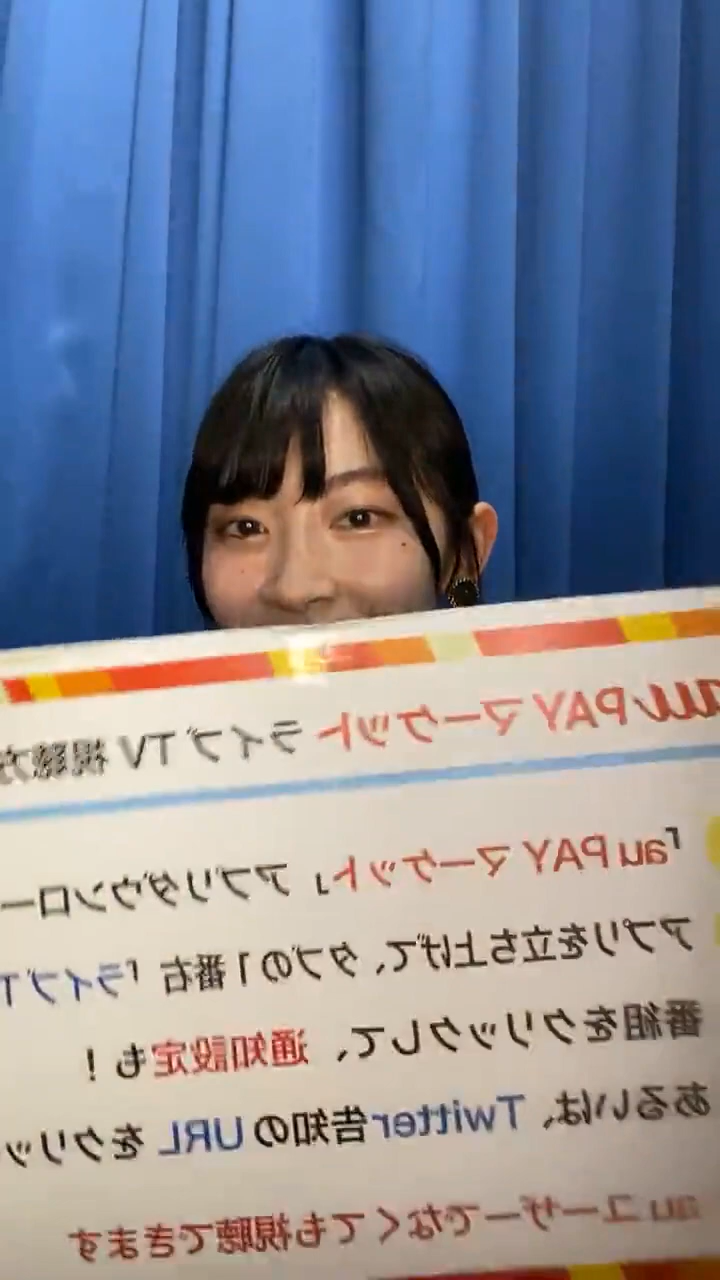 au PAY マーケット ライブTV 視聴方
「au PAY マーケット」アプリダウンロー
アプリを立ち上げて、タブの1番右「ライブT
番組をクリックして、通知設定も!
あるいは、Twitter告知のURLをクリッ
auユーザーでなくても視聴できます